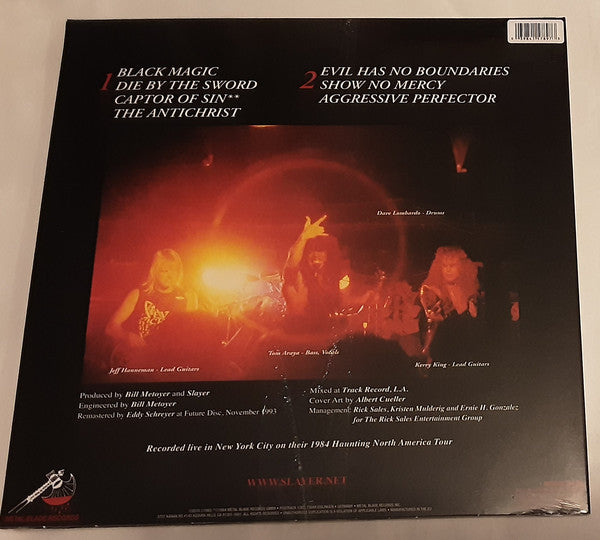 1 BLACK MAGIC
DIE BY THE SWORD
CAPTOR OF SIN**
THE ANTICHRIST
2 EVIL HAS NO BOUNDARIES
SHOW NO MERCY
AGGRESSIVE PERFECTOR
Dave Lombardo - Drums
Jeff Hanneman - Lead Guitars
Tom Araya - Bass, Vocals
Kerry King - Lead Guitars
Produced by Bill Metoyer and Slayer
Engineered by Bill Metoyer
Remastered by Eddy Schreyer at Future Disc, November 1993
Mixed at Track Record, L.A.
Cover Art by Albert Cueller
Management: Rick Sales, Kristen Mulderig and Ernie H. Gonzalez
for The Rick Sales Entertainment Group
Recorded live in New York City on their 1984 Haunting North America Tour
WWW.SLAYER.NET
METAL BLADE RECORDS